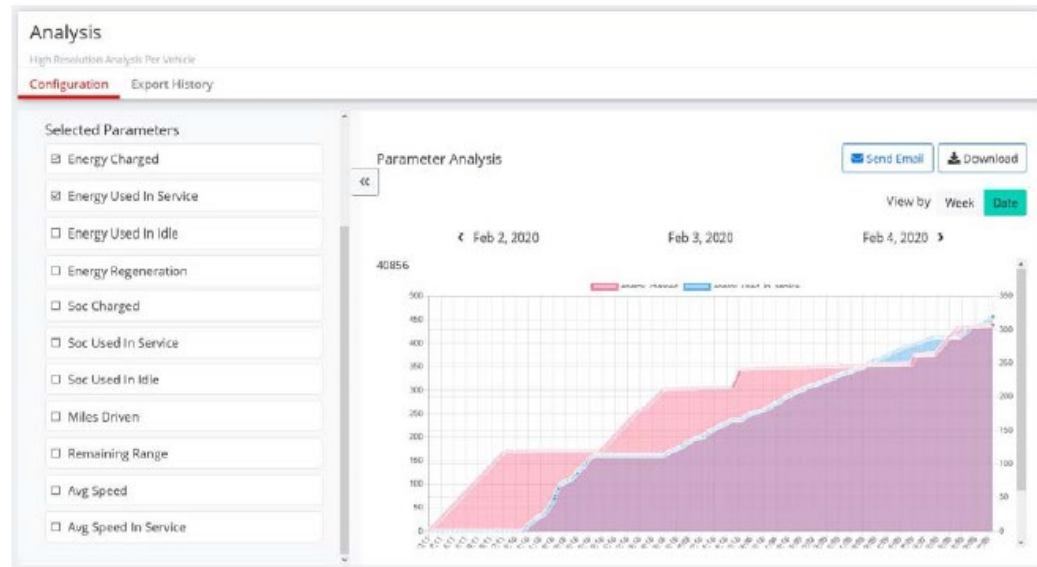 Analysis
High Resolution Analysis Per Vehicle
Configuration Export History
Selected Parameters
Energy Charged
Energy Used In Service
Energy Used In Idle
Energy Regeneration
Soc Charged
Soc Used In Service
Soc Used In Idle
Miles Driven
Remaining Range
Avg Speed
Avg Speed In Service
Parameter Analysis
Send Email Download
View by Week Date
Feb 2, 2020 Feb 3, 2020 Feb 4, 2020
40856
energy_charged energy_used_in_service
500
450
400
350
300
250
200
150
100
50
0
350
300
250
200
150
100
50
0